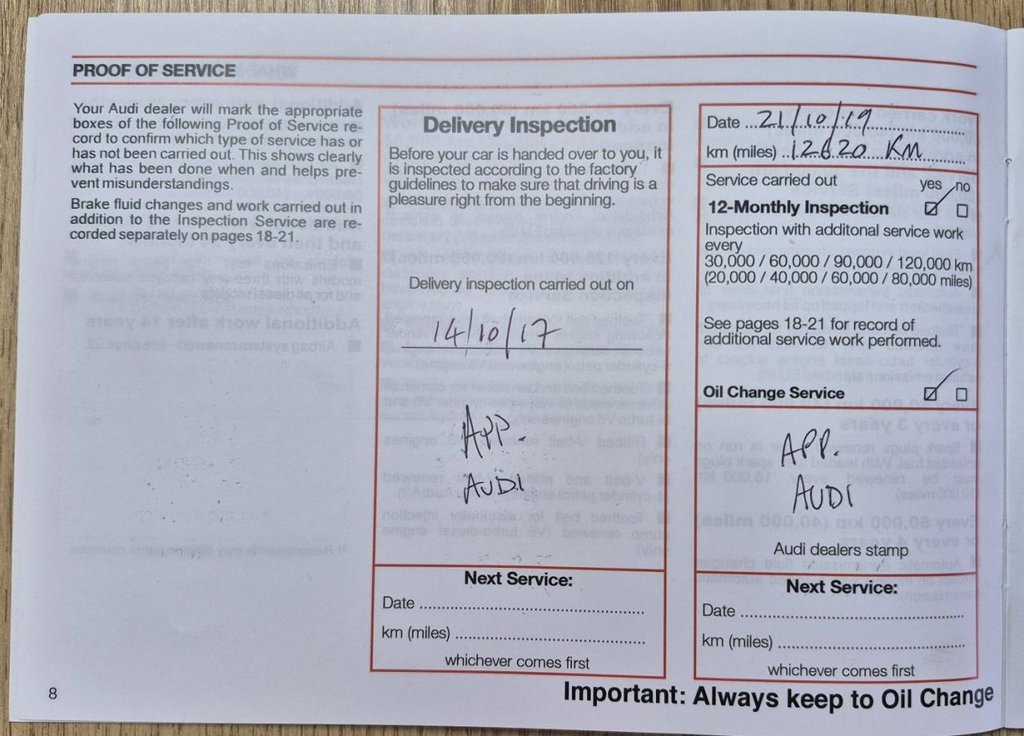 PROOF OF SERVICE
Your Audi dealer will mark the appropriate
boxes of the following Proof of Service re-
cord to confirm which type of service has or
has not been carried out. This shows clearly
what has been done when and helps pre-
vent misunderstandings.
Brake fluid changes and work carried out in
addition to the Inspection Service are re-
corded separately on pages 18-21.
Delivery Inspection
Before your car is handed over to you, it
is inspected according to the factory
guidelines to make sure that driving is a
pleasure right from the beginning.
Delivery inspection carried out on
14/10/17
APP.
AUDI
Next Service:
Date
km (miles)
whichever comes first
Date 21/10/19
km (miles) 12620 KM
Service carried out
yes no
12-Monthly Inspection
Inspection with additonal service work
every
30,000 / 60,000 / 90,000 / 120,000 km
(20,000 / 40,000 / 60,000 / 80,000 miles)
See pages 18-21 for record of
additional service work performed.
Oil Change Service
APP.
AUDI
Audi dealers stamp
Next Service:
Date
km (miles)
whichever comes first
8
Important: Always keep to Oil Change